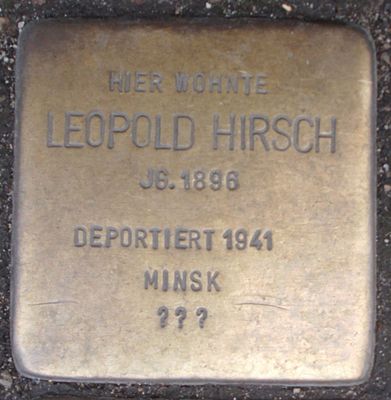 HIER WOHNTE
LEOPOLD HIRSCH
JG. 1896
DEPORTIERT 1941
MINSK
???